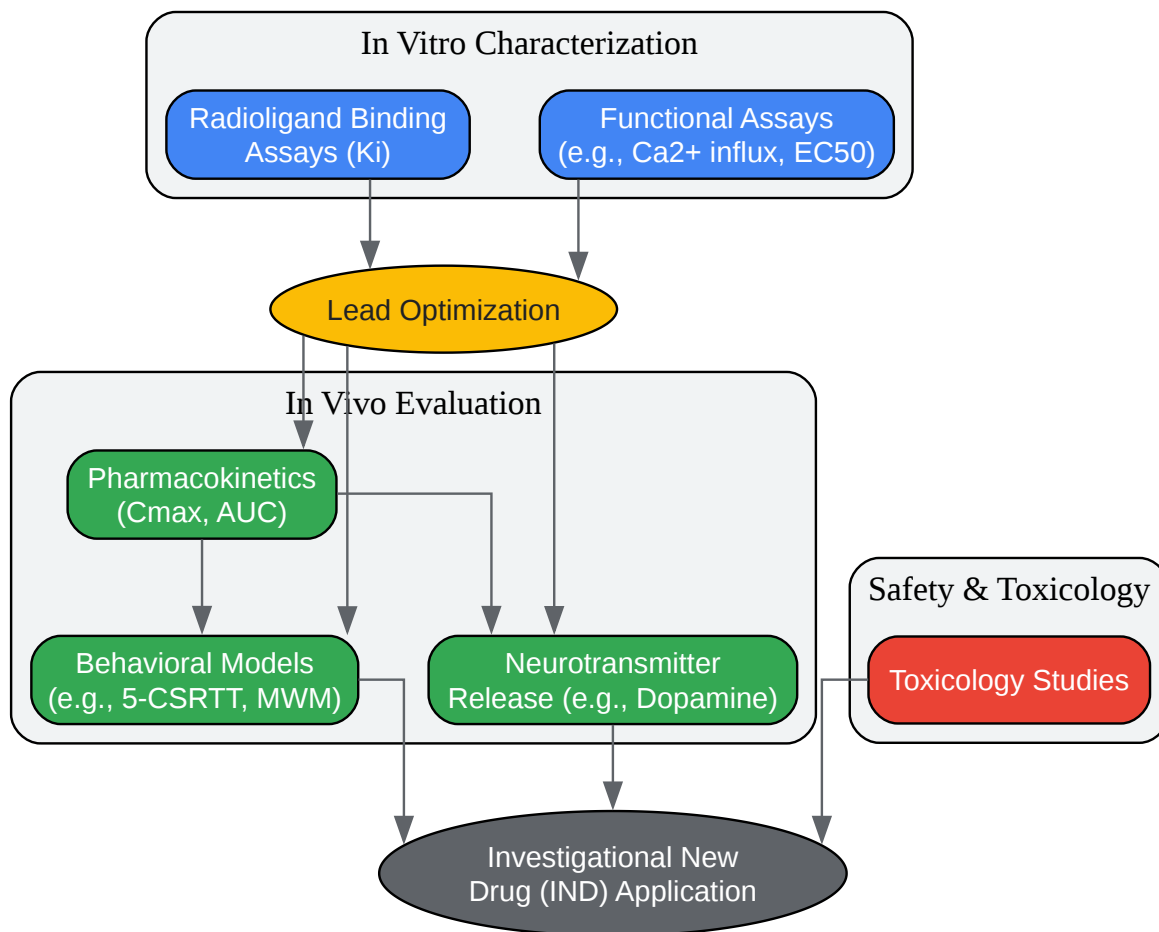 In Vitro Characterization
Radioligand Binding
Assays (Ki)
Functional Assays
(e.g., Ca2+ influx, EC50)
Lead Optimization
In Vivo Evaluation
Pharmacokinetics
(Cmax, AUC)
Safety & Toxicology
Behavioral Models
(e.g., 5-CSRTT, MWM)
Neurotransmitter
Release (e.g., Dopamine)
Toxicology Studies
Investigational New
Drug (IND) Application